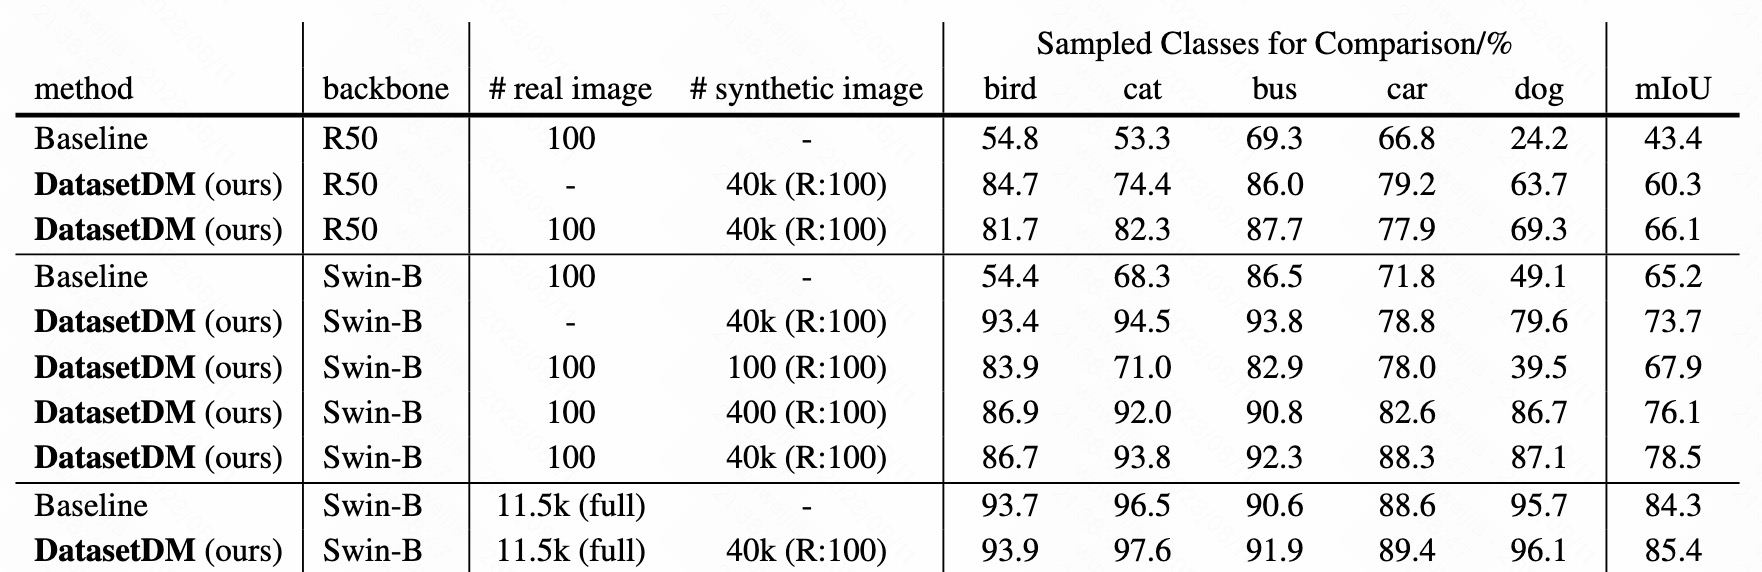 Sampled Classes for Comparison/%
method backbone # real image # synthetic image bird cat bus car dog mIoU
Baseline R50 100 - 54.8 53.3 69.3 66.8 24.2 43.4
DatasetDM (ours) R50 - 40k (R:100) 84.7 74.4 86.0 79.2 63.7 60.3
DatasetDM (ours) R50 100 40k (R:100) 81.7 82.3 87.7 77.9 69.3 66.1
Baseline Swin-B 100 - 54.4 68.3 86.5 71.8 49.1 65.2
DatasetDM (ours) Swin-B - 40k (R:100) 93.4 94.5 93.8 78.8 79.6 73.7
DatasetDM (ours) Swin-B 100 100 (R:100) 83.9 71.0 82.9 78.0 39.5 67.9
DatasetDM (ours) Swin-B 100 400 (R:100) 86.9 92.0 90.8 82.6 86.7 76.1
DatasetDM (ours) Swin-B 100 40k (R:100) 86.7 93.8 92.3 88.3 87.1 78.5
Baseline Swin-B 11.5k (full) - 93.7 96.5 90.6 88.6 95.7 84.3
DatasetDM (ours) Swin-B 11.5k (full) 40k (R:100) 93.9 97.6 91.9 89.4 96.1 85.4